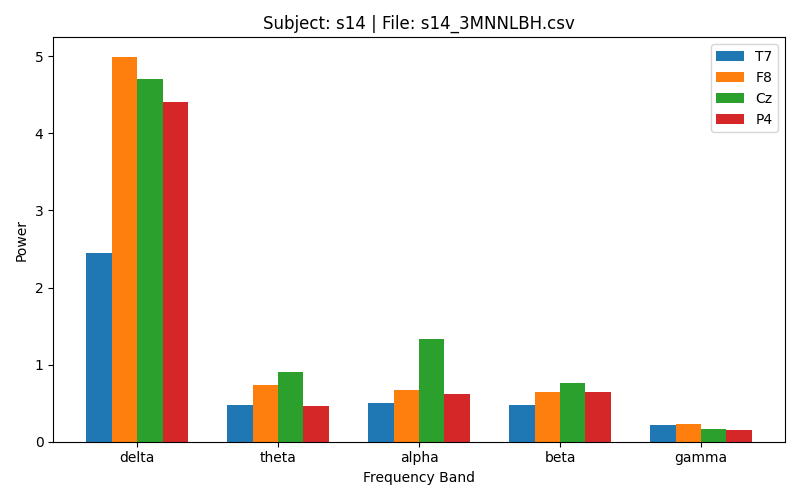 Subject: s14 | File: s14_3MNNLBH.csv
T7
F8
Cz
P4
Power
5
4
3
2
1
0
delta theta alpha beta gamma
Frequency Band